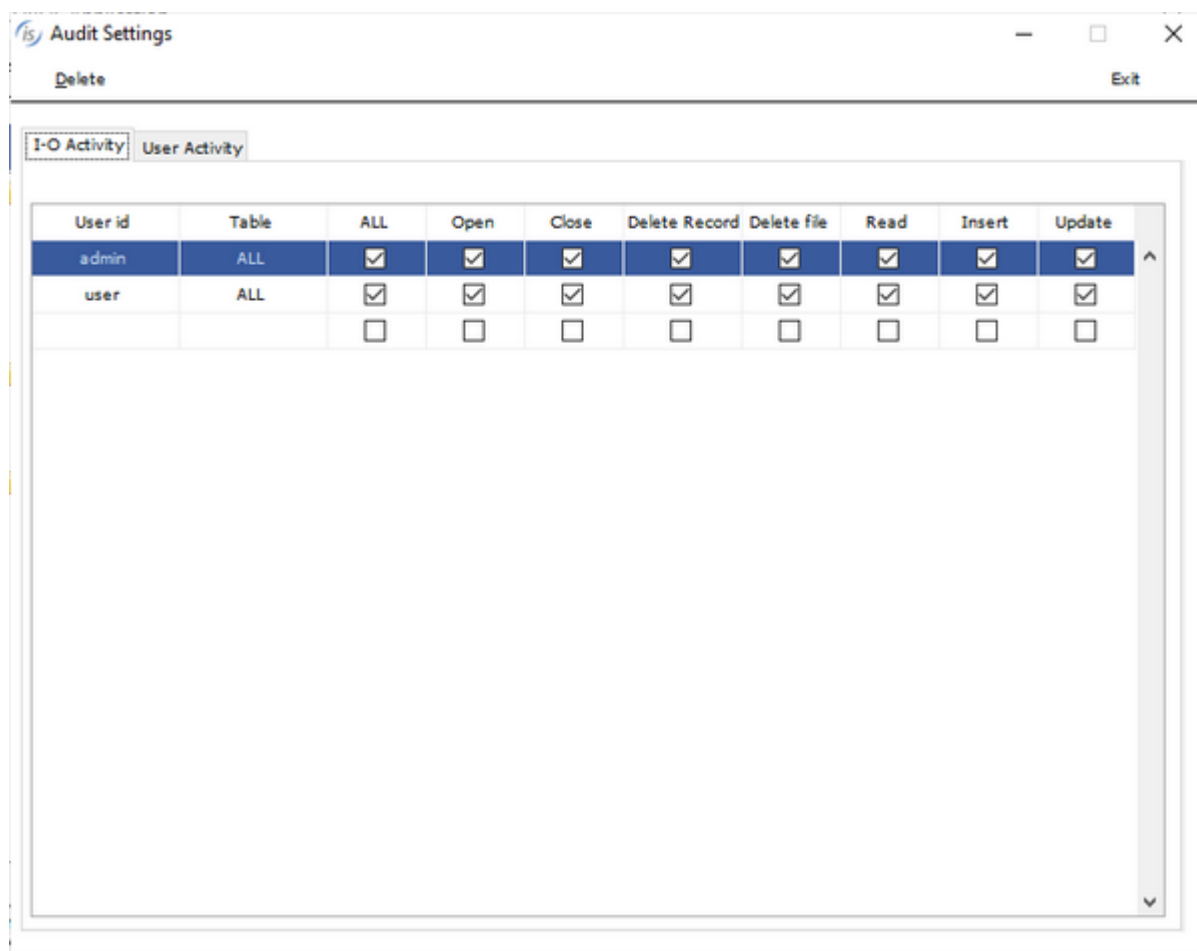 is Audit Settings
Delete Exit
I-O Activity User Activity
User id Table ALL Open Close Delete Record Delete file Read Insert Update
admin ALL
user ALL